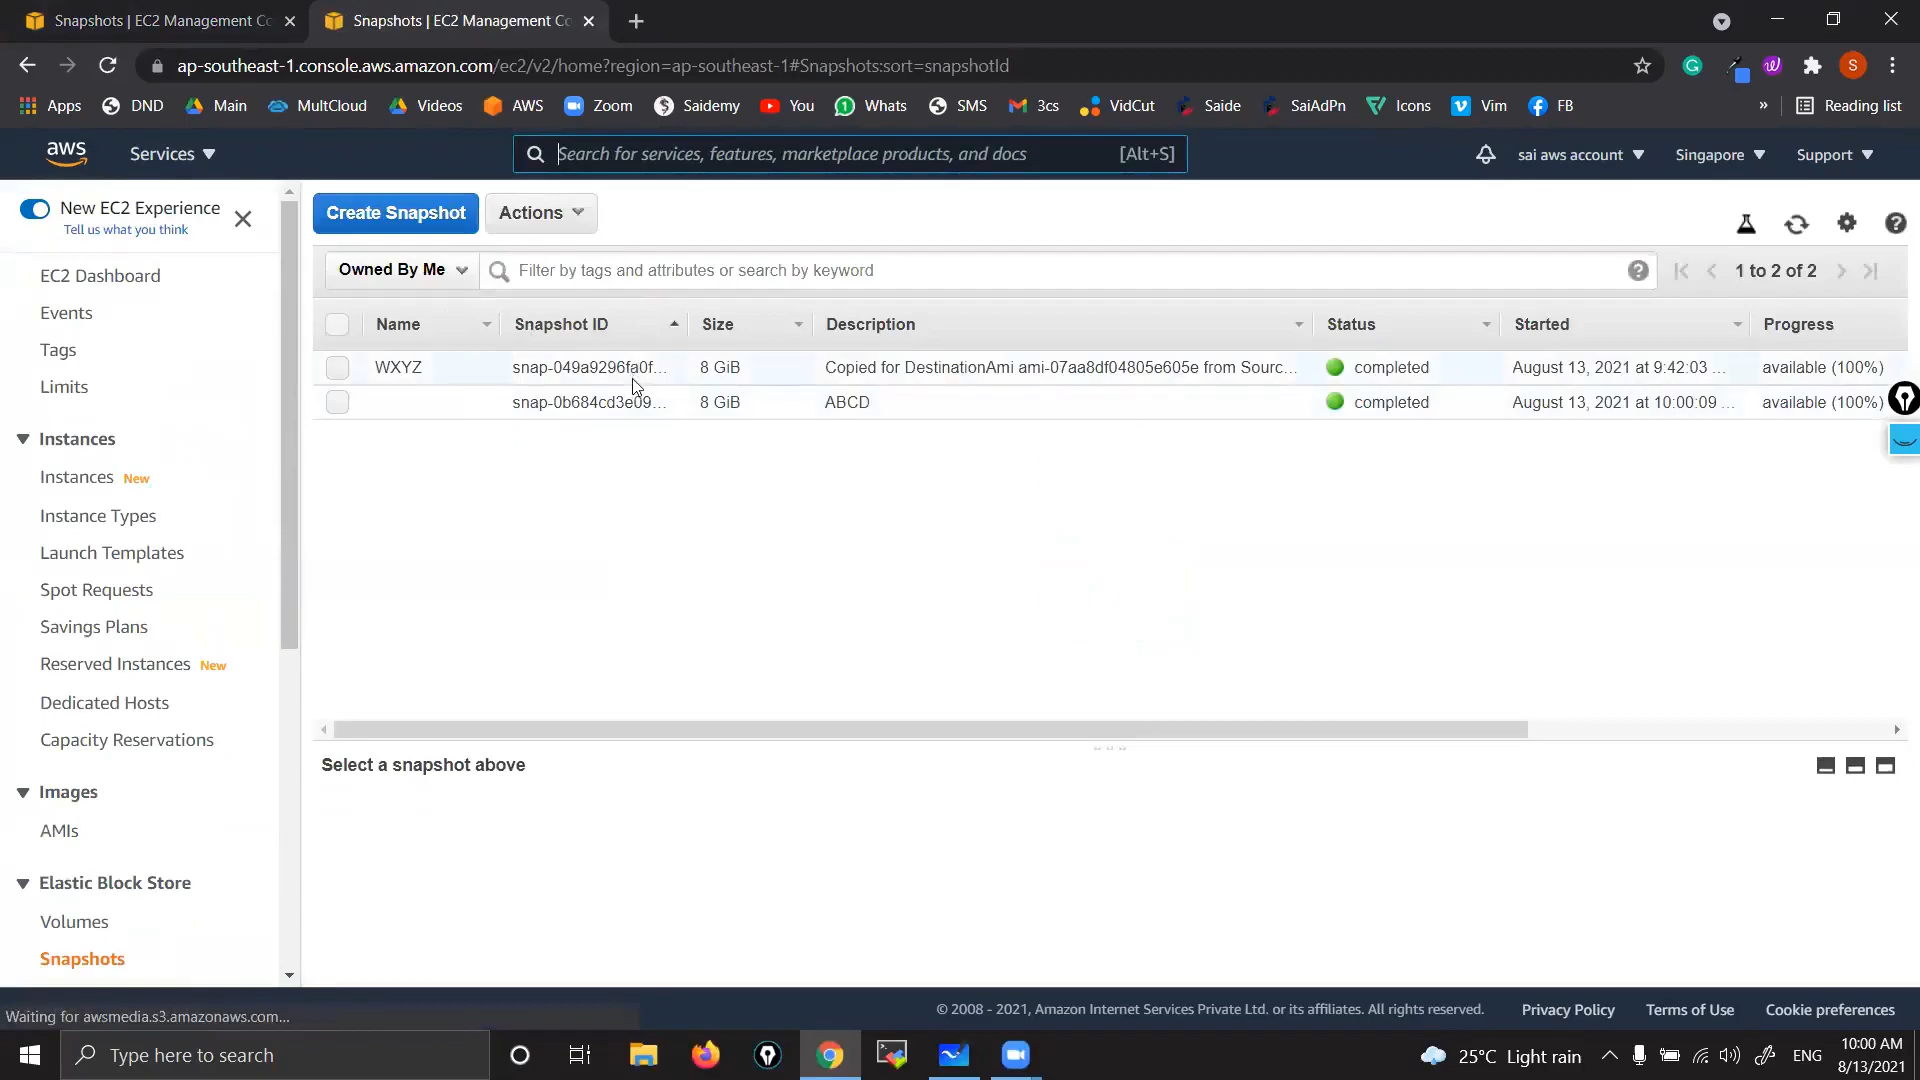 Snapshots | EC2 Management Co
Snapshots | EC2 Management Co
ap-southeast-1.console.aws.amazon.com/ec2/v2/home?region=ap-southeast-1#Snapshots:sort=snapshotId
S
Apps DND Main MultCloud Videos AWS Zoom Saidemy You Whats SMS 3cs VidCut Saide SaiAdPn Icons Vim FB » Reading list
aws Services Search for services, features, marketplace products, and docs [Alt+S] sai aws account Singapore Support
New EC2 Experience
Tell us what you think
EC2 Dashboard
Events
Tags
Limits
Instances
Instances New
Instance Types
Launch Templates
Spot Requests
Savings Plans
Reserved Instances New
Dedicated Hosts
Capacity Reservations
Images
AMIs
Elastic Block Store
Volumes
Snapshots
Create Snapshot Actions
Owned By Me Filter by tags and attributes or search by keyword 1 to 2 of 2
Name Snapshot ID Size Description Status Started Progress
WXYZ snap-049a9296fa0f... 8 GiB Copied for DestinationAmi ami-07aa8df04805e605e from Sourc... completed August 13, 2021 at 9:42:03 ... available (100%)
snap-0b684cd3e09... 8 GiB ABCD completed August 13, 2021 at 10:00:09 ... available (100%)
Select a snapshot above
Waiting for awsmedia.s3.amazonaws.com...
© 2008 - 2021, Amazon Internet Services Private Ltd. or its affiliates. All rights reserved. Privacy Policy Terms of Use Cookie preferences
Type here to search
25°C Light rain ENG
10:00 AM
8/13/2021